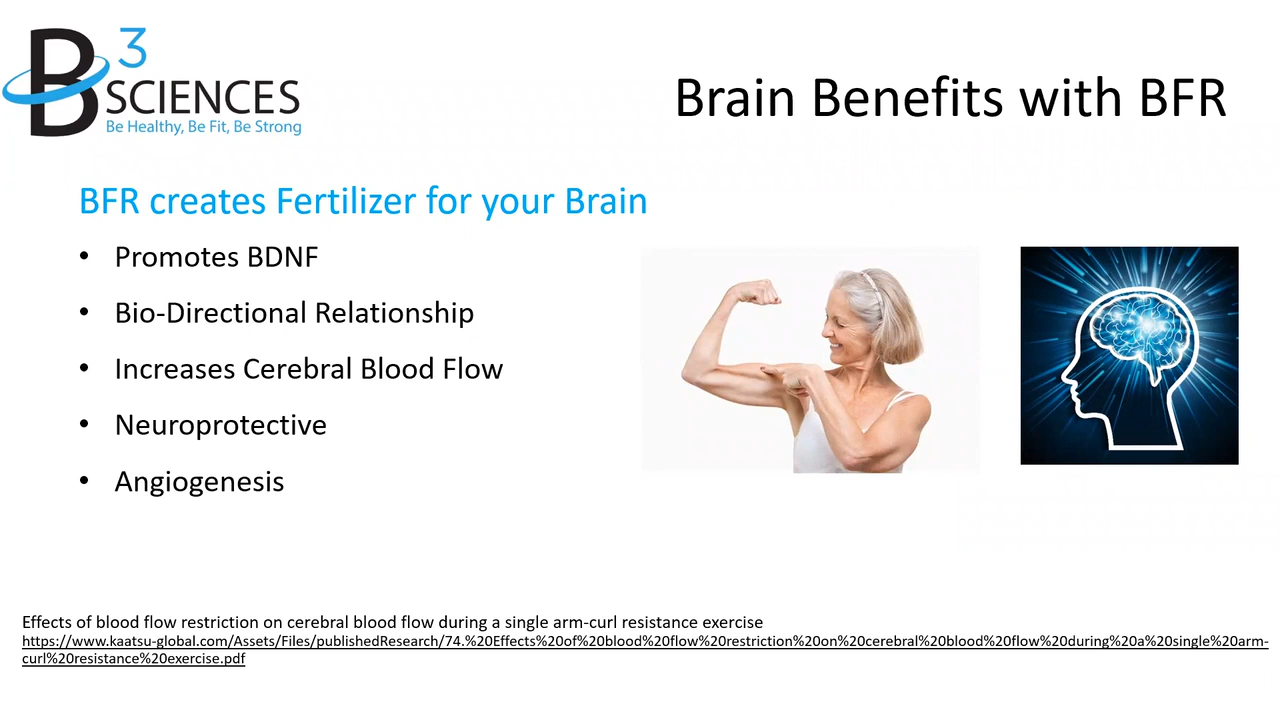 B3 SCIENCES
Be Healthy, Be Fit, Be Strong
Brain Benefits with BFR
BFR creates Fertilizer for your Brain
• Promotes BDNF
• Bio-Directional Relationship
• Increases Cerebral Blood Flow
• Neuroprotective
• Angiogenesis
Effects of blood flow restriction on cerebral blood flow during a single arm-curl resistance exercise
https://www.kaatsu-global.com/Assets/Files/publishedResearch/74.%20Effects%20of%20blood%20flow%20restriction%20on%20cerebral%20blood%20flow%20during%20a%20single%20arm-
curl%20resistance%20exercise.pdf